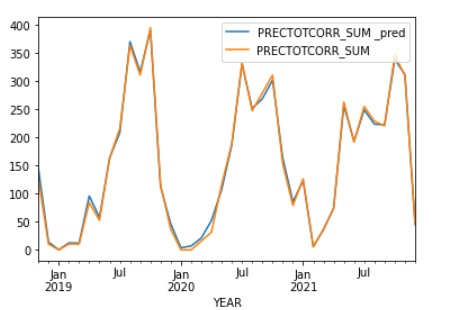 400
350
300
250
200
150
100
50
0
PRECTOTCORR_SUM _pred
PRECTOTCORR_SUM
Jan Jul Jan Jul Jan Jul
2019 2020 2021
YEAR